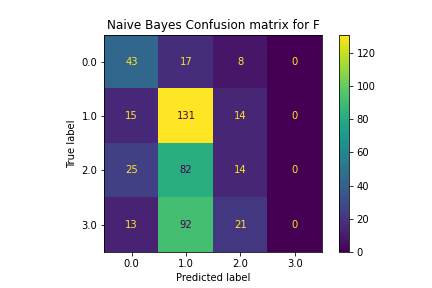 Naive Bayes Confusion matrix for F
0.0 43 17 8 0
1.0 15 131 14 0
2.0 25 82 14 0
3.0 13 92 21 0
0.0 1.0 2.0 3.0
True label
Predicted label
120
100
80
60
40
20
0